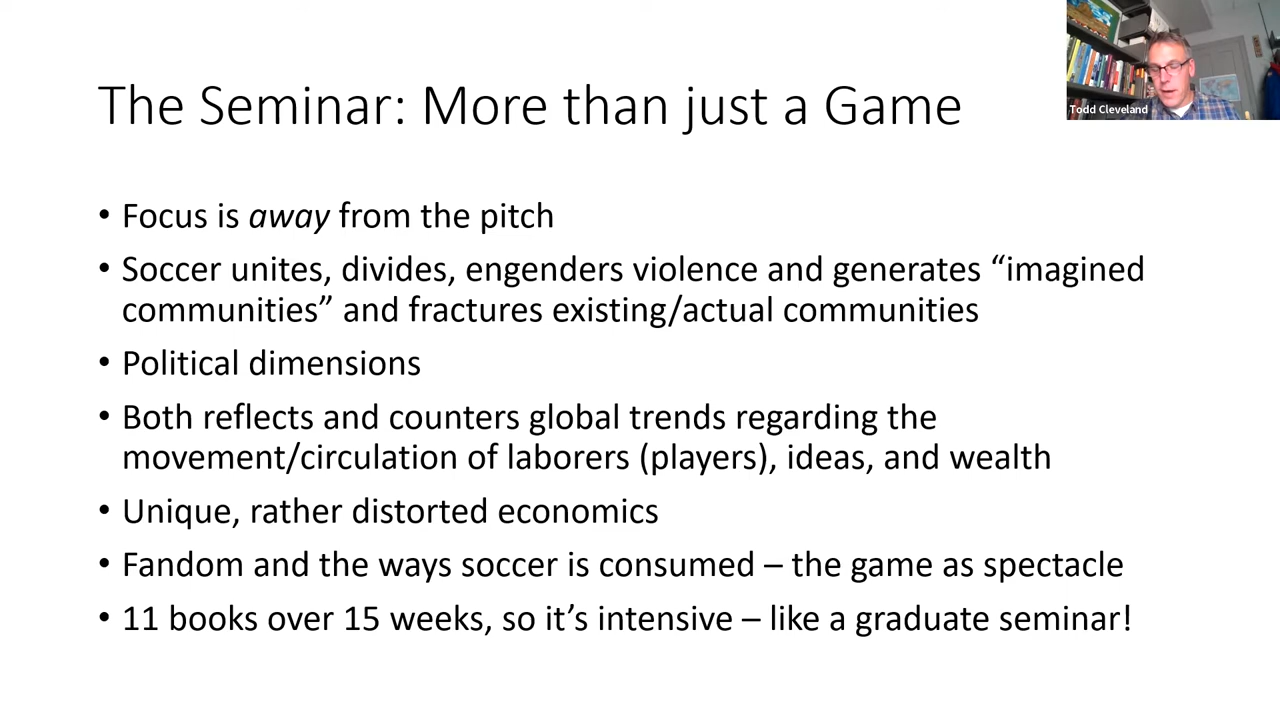 The Seminar: More than just a Game
Todd Cleveland
• Focus is away from the pitch
• Soccer unites, divides, engenders violence and generates “imagined
communities” and fractures existing/actual communities
• Political dimensions
• Both reflects and counters global trends regarding the
movement/circulation of laborers (players), ideas, and wealth
• Unique, rather distorted economics
• Fandom and the ways soccer is consumed – the game as spectacle
• 11 books over 15 weeks, so it’s intensive – like a graduate seminar!